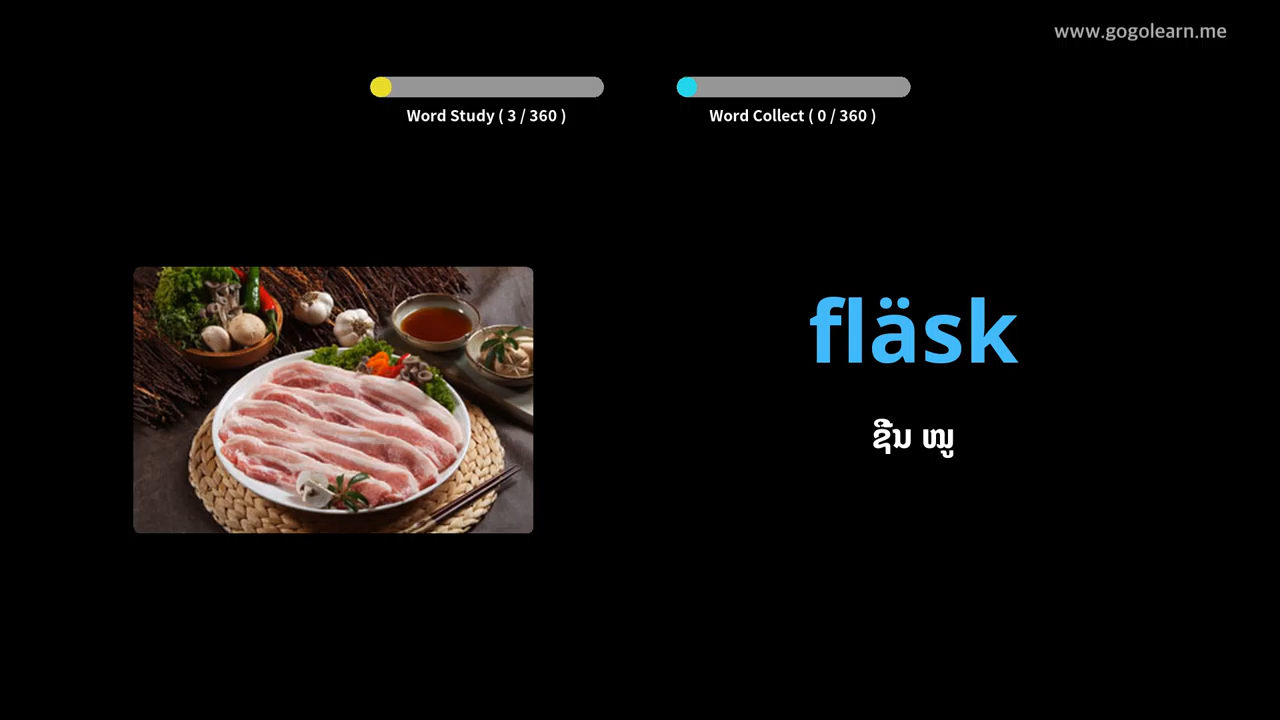 www.gogolearn.me
Word Study ( 3 / 360 )
Word Collect ( 0 / 360 )
fläsk
ຊີ້ນ ໝູ